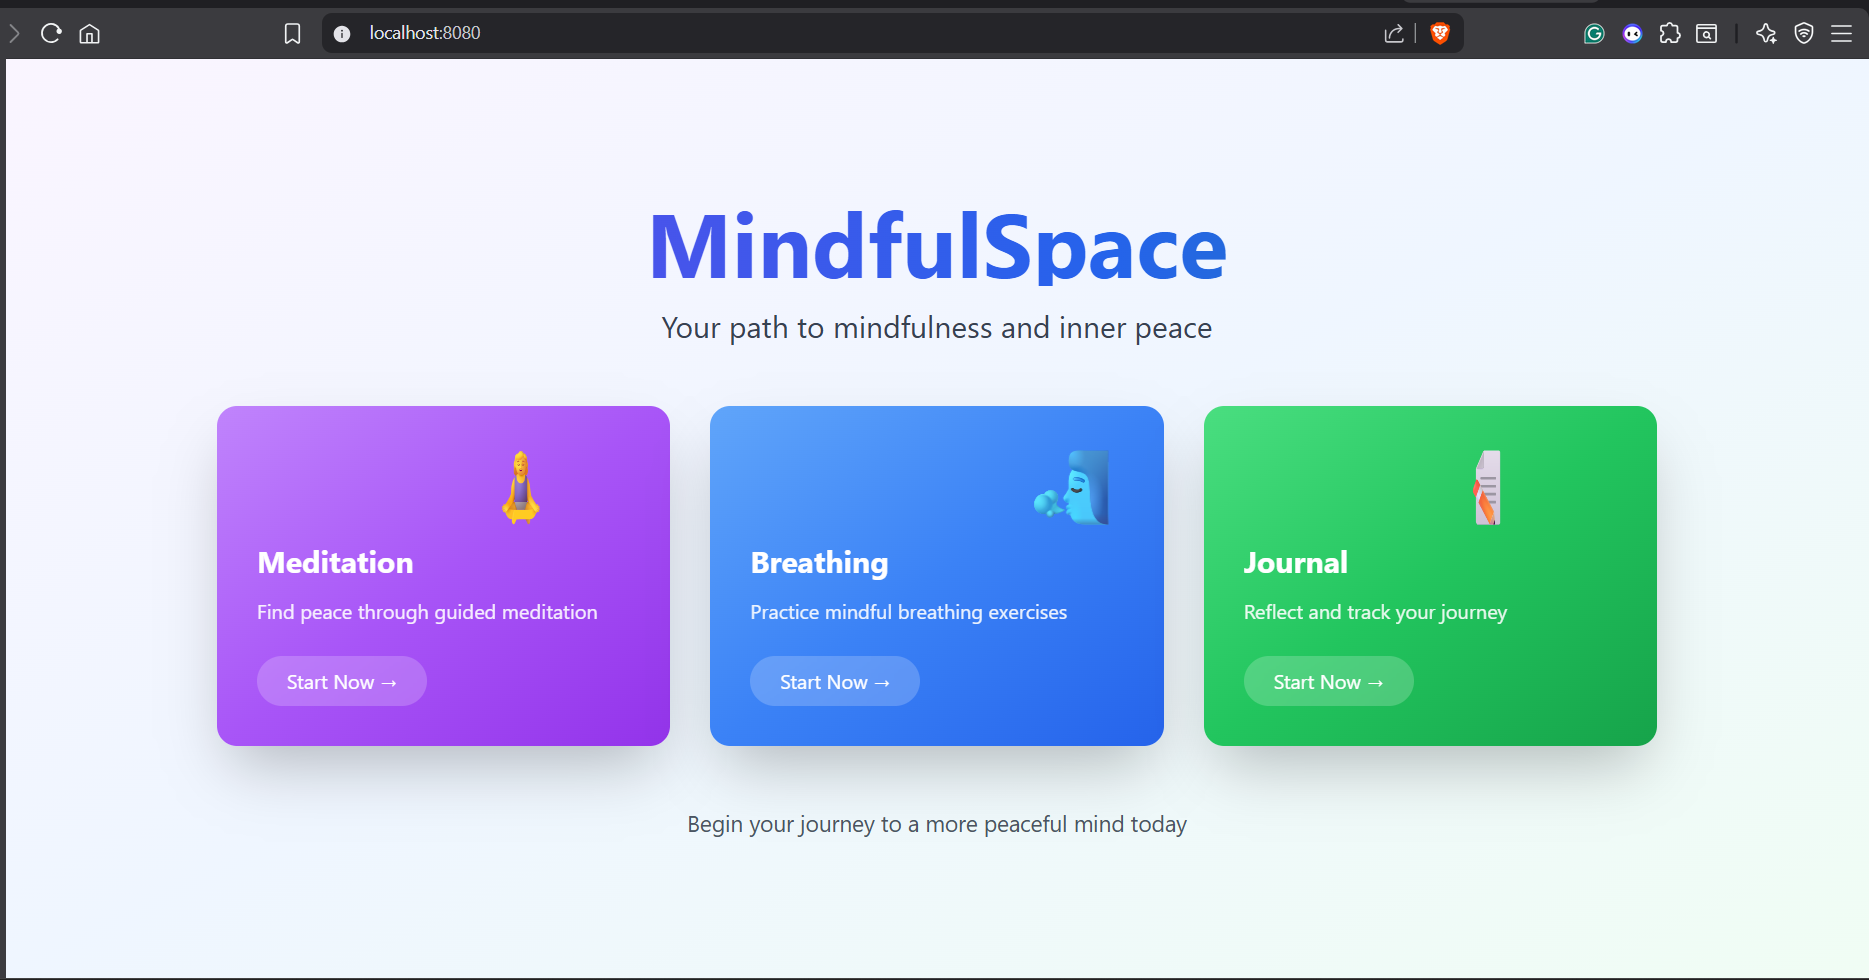 localhost:8080
MindfulSpace
Your path to mindfulness and inner peace
Meditation
Find peace through guided meditation
Start Now →
Breathing
Practice mindful breathing exercises
Start Now →
Journal
Reflect and track your journey
Start Now →
Begin your journey to a more peaceful mind today